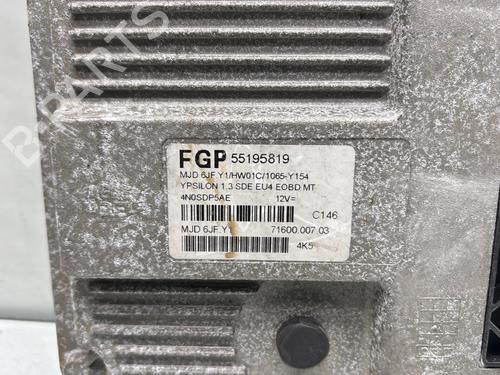 B-PARTS
FGP 55195819
MJD 6JF.Y1/HW01C/1065-Y154
YPSILON 1.3 SDE EU4 EOBD MT
4N0SDP5AE 12V=
C146
MJD 6JF.Y1 71600.007.03
4K5